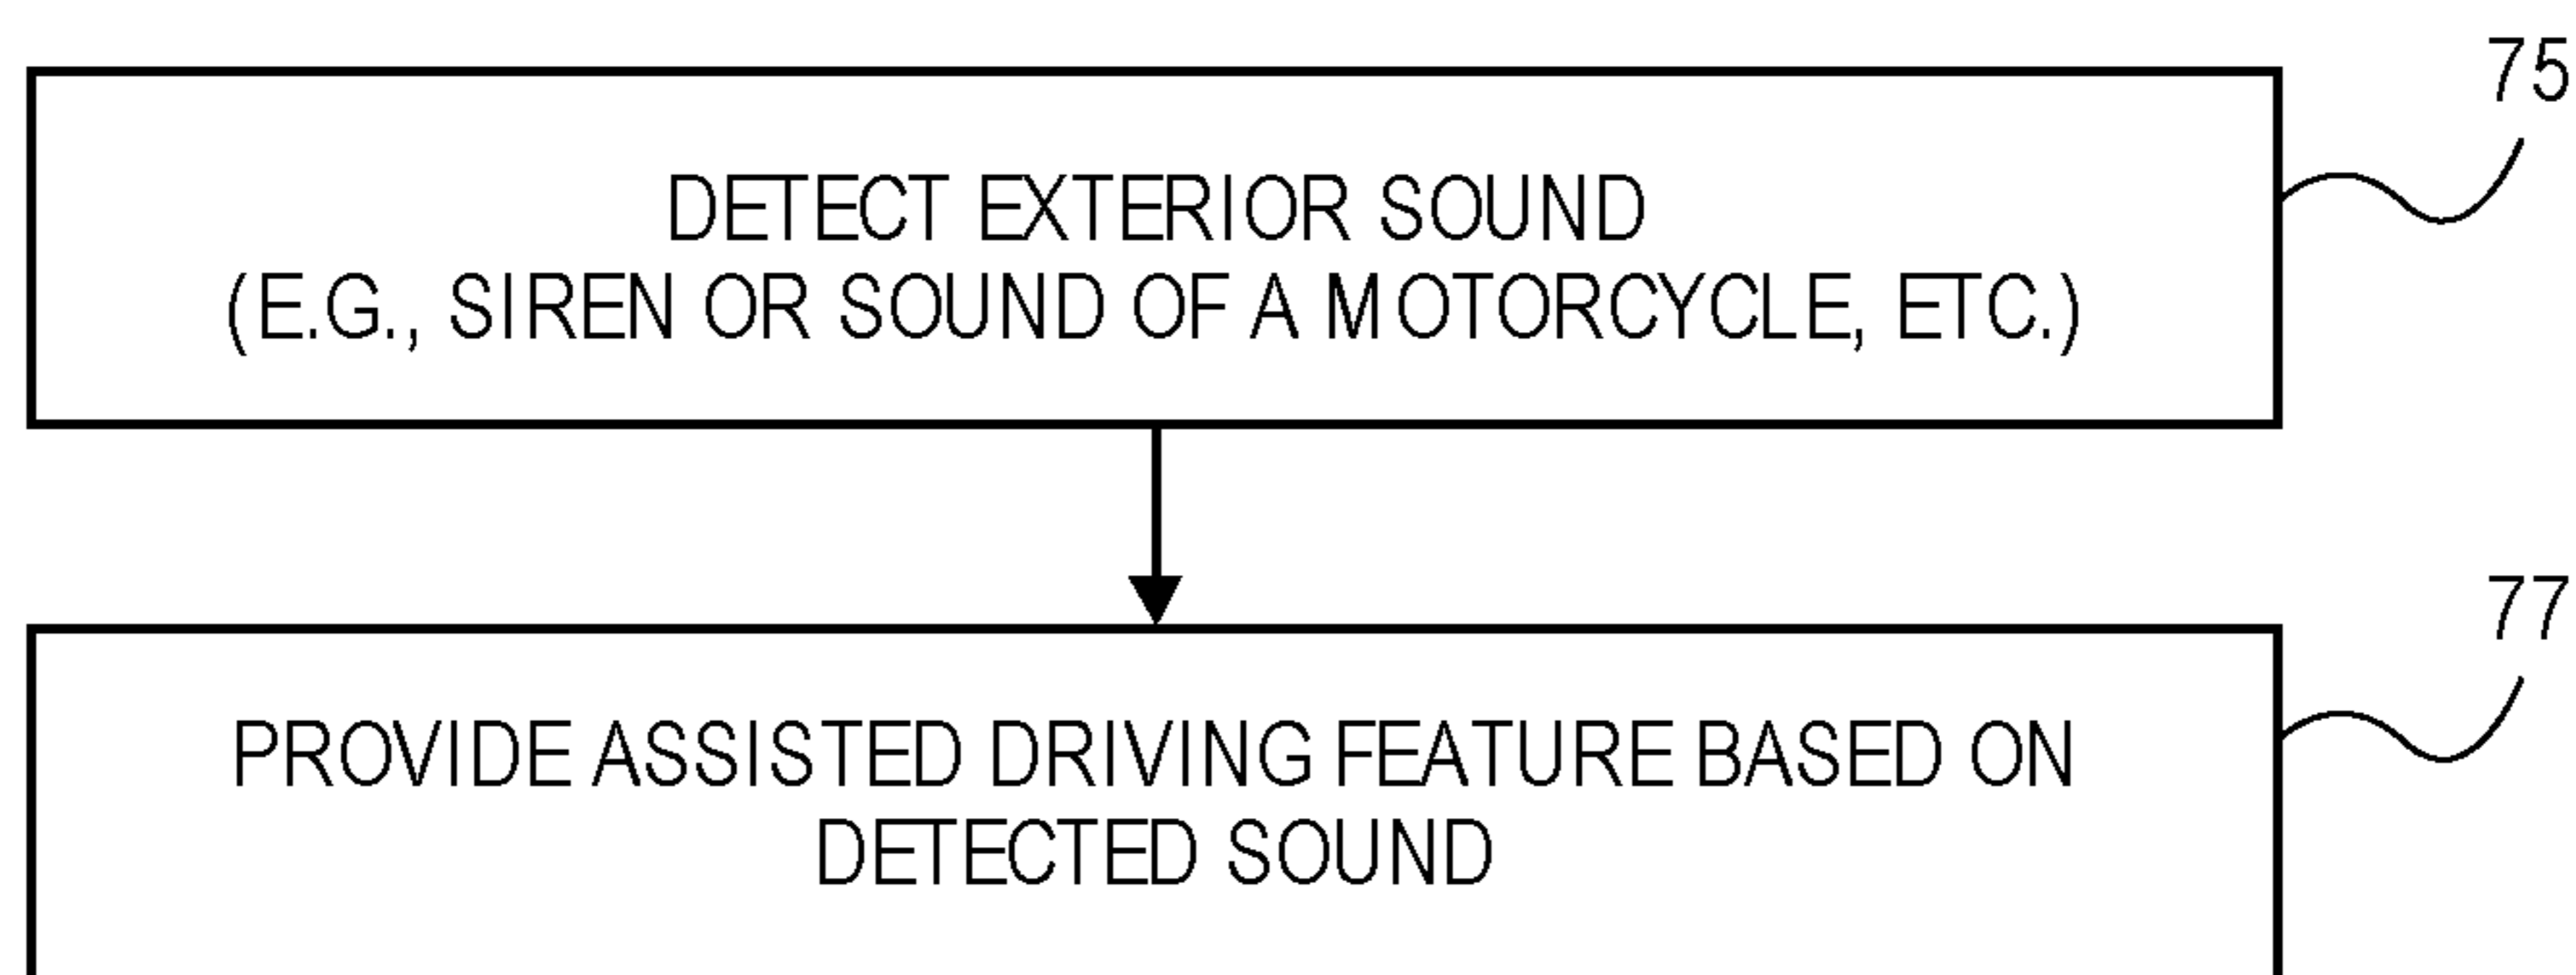 75
DETECT EXTERIOR SOUND
(E.G., SIREN OR SOUND OF A MOTORCYCLE, ETC.)
77
PROVIDE ASSISTED DRIVING FEATURE BASED ON
DETECTED SOUND